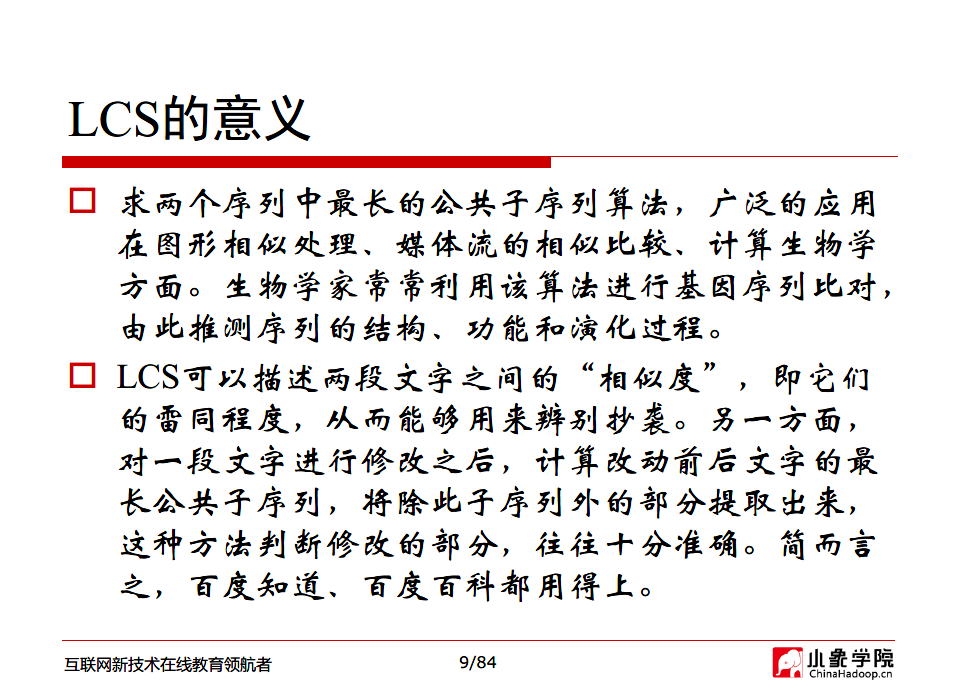 LCS的意义
求两个序列中最长的公共子序列算法，广泛的应用
在图形相似处理、媒体流的相似比较、计算生物学
方面。生物学家常常利用该算法进行基因序列比对，
由此推测序列的结构、功能和演化过程。
LCS可以描述两段文字之间的“相似度”，即它们
的雷同程度，从而能够用来辨别抄袭。另一方面，
对一段文字进行修改之后，计算改动前后文字的最
长公共子序列，将除此子序列外的部分提取出来，
这种方法判断修改的部分，往往十分准确。简而言
之，百度知道、百度百科都用得上。
互联网新技术在线教育领航者
9/84
小象学院
ChinaHadoop.cn